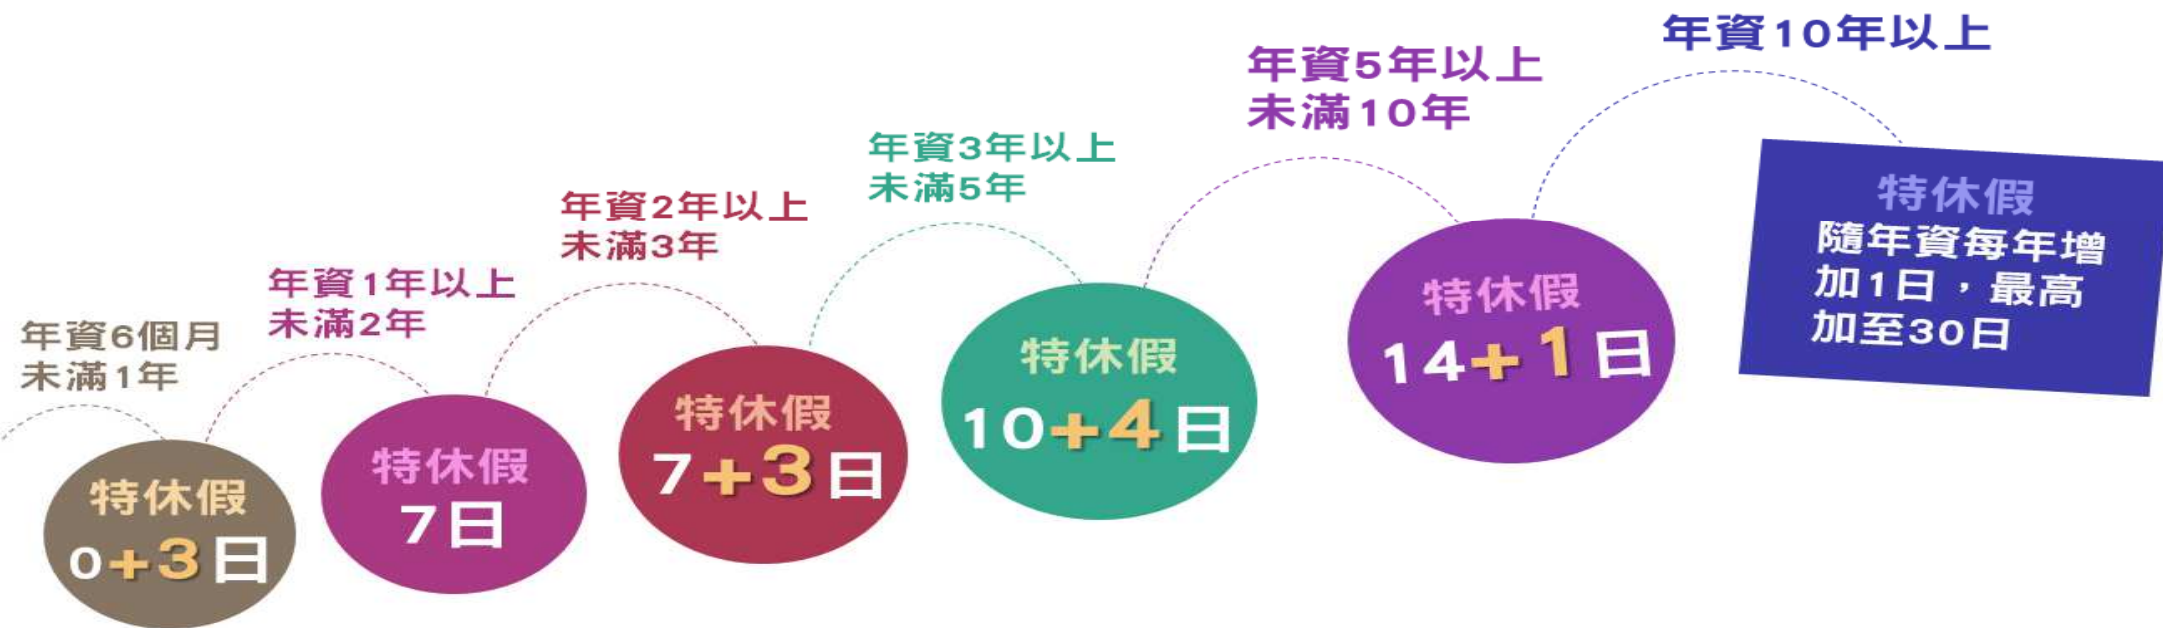 年資6個月
未滿1年
特休假
0+3日
年資1年以上
未滿2年
特休假
7日
年資2年以上
未滿3年
特休假
7+3日
年資3年以上
未滿5年
特休假
10+4日
年資5年以上
未滿10年
特休假
14+1日
年資10年以上
特休假
隨年資每年增
加1日，最高
加至30日